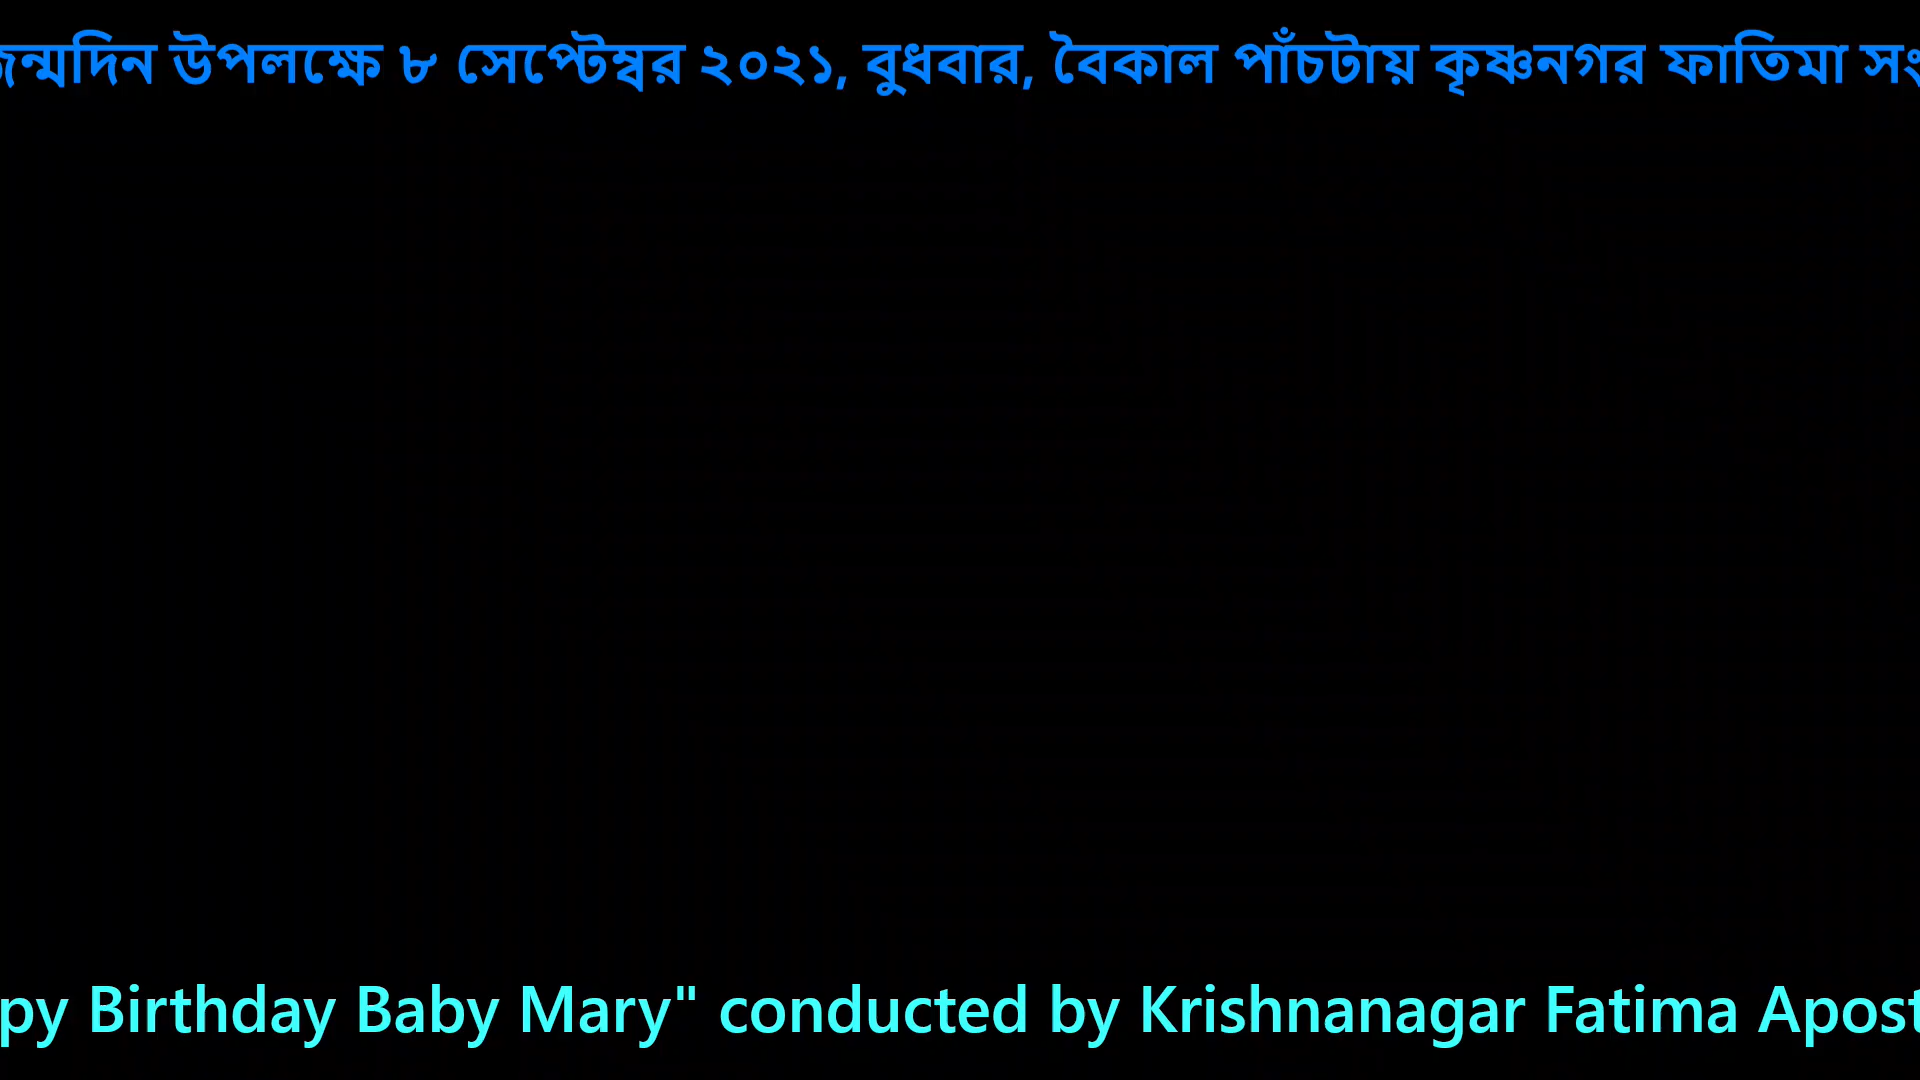 জন্মদিন উপলক্ষে ৮ সেপ্টেম্বর ২০২১, বুধবার, বৈকাল পাঁচটায় কৃষ্ণনগর ফাতিমা সং
py Birthday Baby Mary" conducted by Krishnanagar Fatima Apost